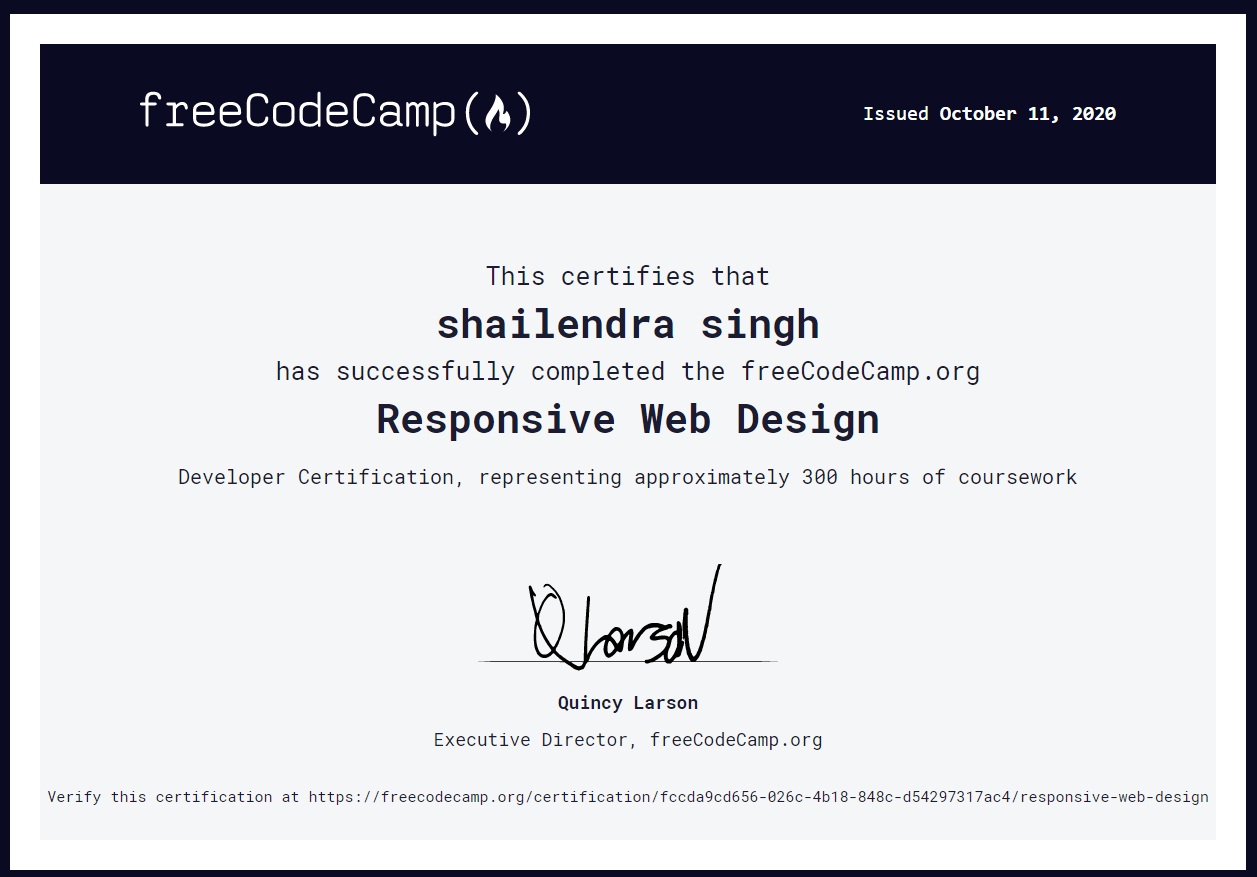 freeCodeCamp
Issued October 11, 2020
This certifies that
shailendra singh
has successfully completed the freeCodeCamp.org
Responsive Web Design
Developer Certification, representing approximately 300 hours of coursework
Q Larson
Quincy Larson
Executive Director, freeCodeCamp.org
Verify this certification at https://freecodecamp.org/certification/fccda9cd656-026c-4b18-848c-d54297317ac4/responsive-web-design